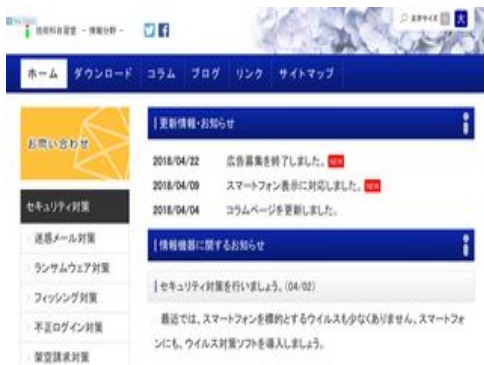 技術科自習室 - 情報分野 -
文字サイズ 大
ホーム ダウンロード コラム ブログ リンク サイトマップ
お問い合わせ
更新情報・お知らせ
2018/04/22 広告募集を終了しました。 NEW
2018/04/09 スマートフォン表示に対応しました。 NEW
2018/04/04 コラムページを更新しました。
セキュリティ対策
迷惑メール対策
ランサムウェア対策
フィッシング対策
不正ログイン対策
架空請求対策
情報機器に関するお知らせ
セキュリティ対策を行いましょう。(04/02)
最近では、スマートフォンを標的とするウイルスも少なくありません。スマートフォ
ンにも、ウイルス対策ソフトを導入しましょう。